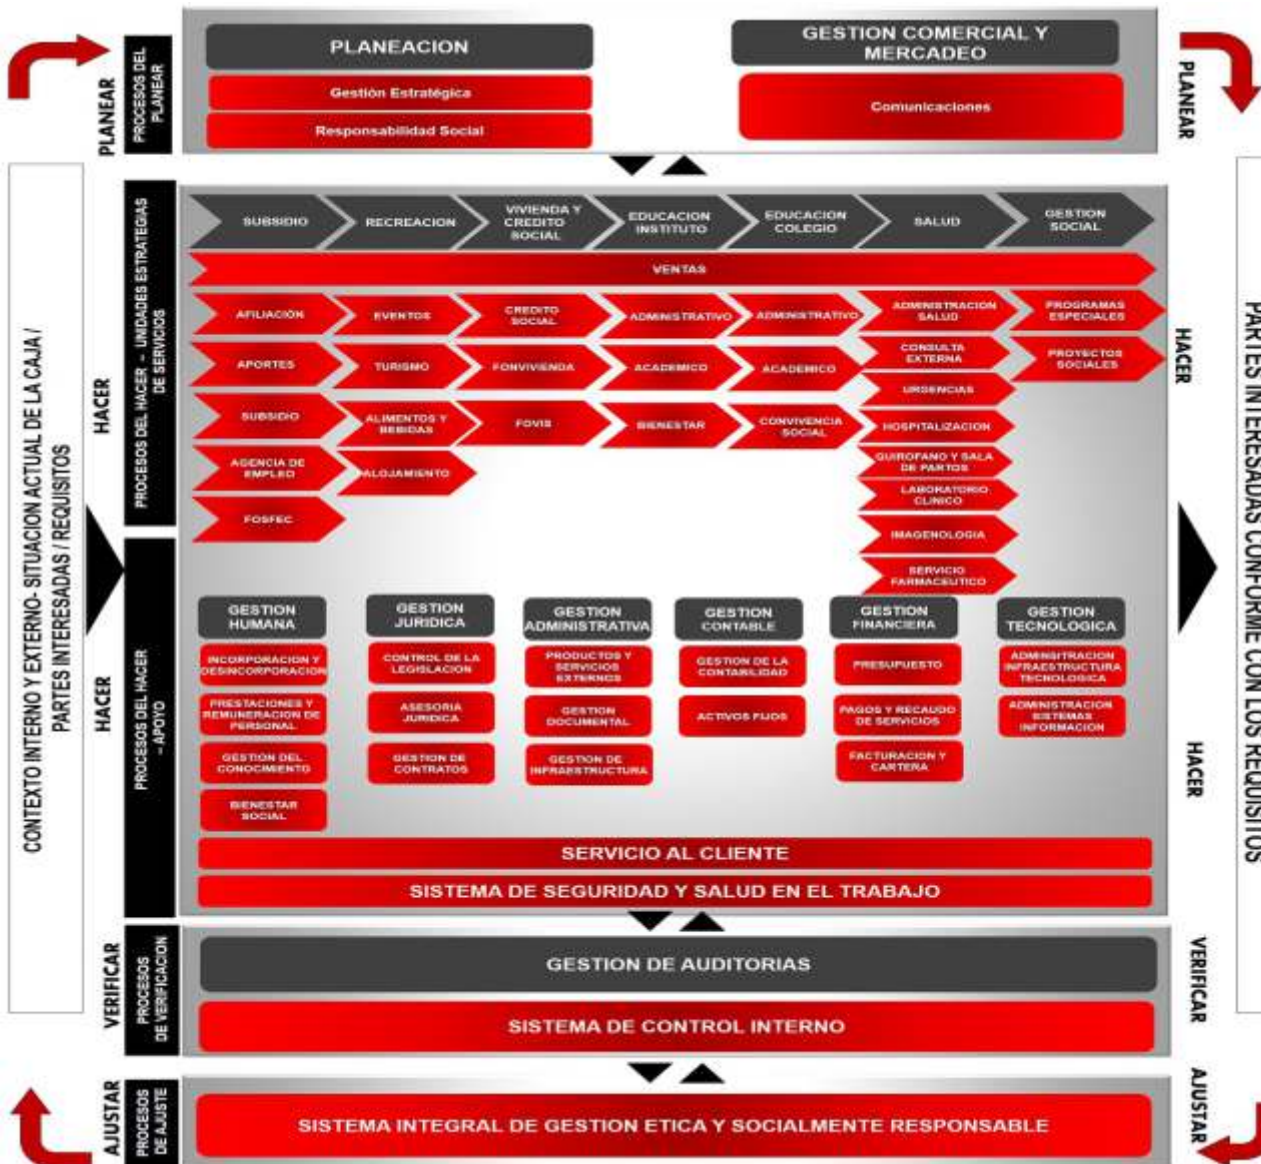 PLANEACION
GESTION COMERCIAL Y
MERCADEO
Gestión Estratégica
Responsabilidad Social
Comunicaciones
PLANEAR
PROCESOS DEL
PLANEAR
PLANEAR
CONTEXTO INTERNO Y EXTERNO- SITUACION ACTUAL DE LA CAJA /
PARTES INTERESADAS / REQUISITOS
HACER
PROCESOS DEL HACER – UNIDADES ESTRATEGIAS
DE SERVICIOS
SUBSIDIO
RECREACION
VIVIENDA Y
CREDITO
SOCIAL
EDUCACION
INSTITUTO
EDUCACION
COLEGIO
SALUD
GESTION
SOCIAL
VENTAS
AFILIACIÓN
APORTES
SUBSIDIO
AGENCIA DE
EMPLEO
FOSFEC
EVENTOS
TURISMO
ALIMENTOS Y
BEBIDAS
ALOJAMIENTO
CREDITO
SOCIAL
FONVIVIENDA
FOVIS
ADMINISTRATIVO
ACADEMICO
BIENESTAR
ADMINISTRATIVO
ACADEMICO
CONVIVENCIA
SOCIAL
ADMINISTRACION
SALUD
CONSULTA
EXTERNA
URGENCIAS
HOSPITALIZACION
QUIROFANO Y SALA
DE PARTOS
LABORATORIO
CLINICO
IMAGENOLOGIA
SERVICIO
FARMACEUTICO
PROGRAMAS
ESPECIALES
PROYECTOS
SOCIALES
HACER
PARTES INTERESADAS CONFORME CON LOS REQUISITOS
HACER
PROCESOS DEL HACER
– APOYO
GESTION
HUMANA
INCORPORACION Y
DESINCORPORACION
PRESTACIONES Y
REMUNERACION DE
PERSONAL
GESTION DEL
CONOCIMIENTO
BIENESTAR
SOCIAL
GESTION
JURIDICA
CONTROL DE LA
LEGISLACION
ASESORIA
JURIDICA
GESTION DE
CONTRATOS
GESTION
ADMINISTRATIVA
PRODUCTOS Y
SERVICIOS
EXTERNOS
GESTION
DOCUMENTAL
GESTION DE
INFRAESTRUCTURA
GESTION
CONTABLE
GESTION DE LA
CONTABILIDAD
ACTIVOS FIJOS
GESTION
FINANCIERA
PRESUPUESTO
PAGOS Y RECAUDO
DE SERVICIOS
FACTURACION Y
CARTERA
GESTION
TECNOLOGICA
ADMINSITRACION
INFRAESTRUCTURA
TECNOLOGICA
ADMINISTRACION
SISTEMAS
INFORMACION
HACER
SERVICIO AL CLIENTE
SISTEMA DE SEGURIDAD Y SALUD EN EL TRABAJO
VERIFICAR
PROCESOS
DE VERIFICACION
GESTION DE AUDITORIAS
SISTEMA DE CONTROL INTERNO
VERIFICAR
AJUSTAR
PROCESOS
DE AJUSTE
SISTEMA INTEGRAL DE GESTION ETICA Y SOCIALMENTE RESPONSABLE
AJUSTAR